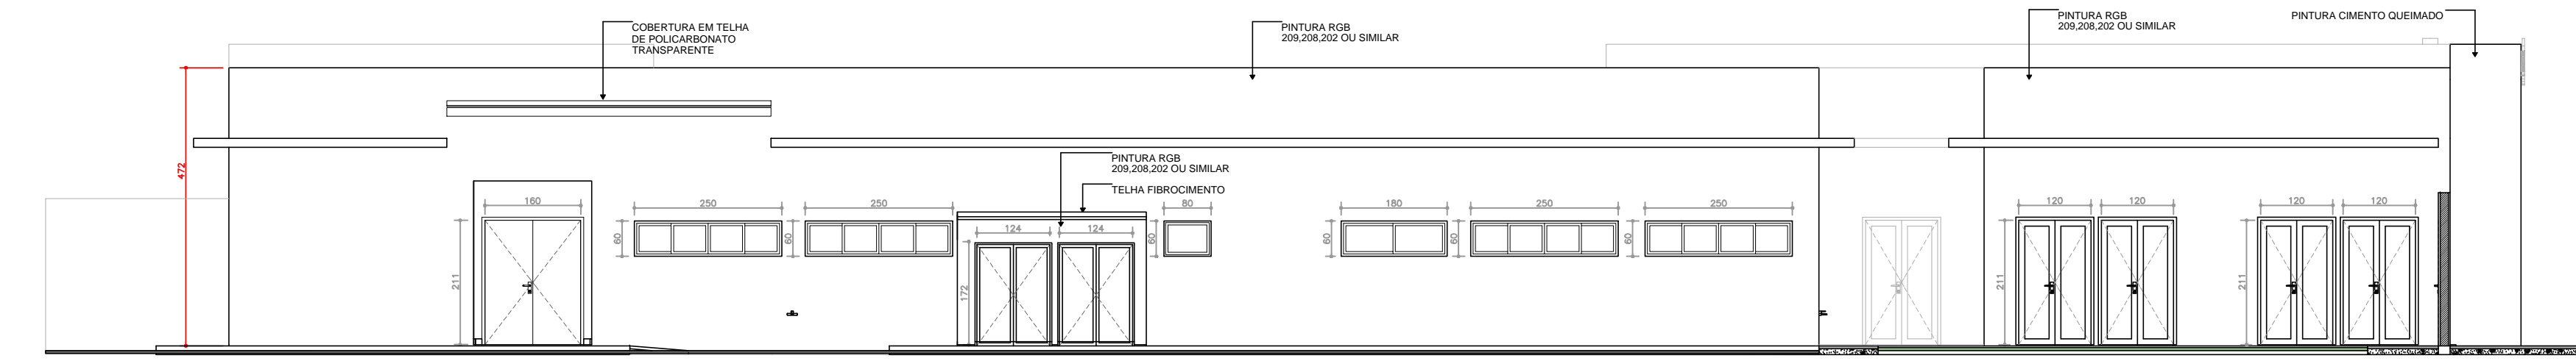 COBERTURA EM TELHA
DE POLICARBONATO
TRANSPARENTE
PINTURA RGB
209,208,202 OU SIMILAR
PINTURA RGB
209,208,202 OU SIMILAR
PINTURA CIMENTO QUEIMADO
472
PINTURA RGB
209,208,202 OU SIMILAR
TELHA FIBROCIMENTO
160
250
250
80
180
250
250
120
120
120
120
124
124
60
60
60
60
60
60
211
172
211
211